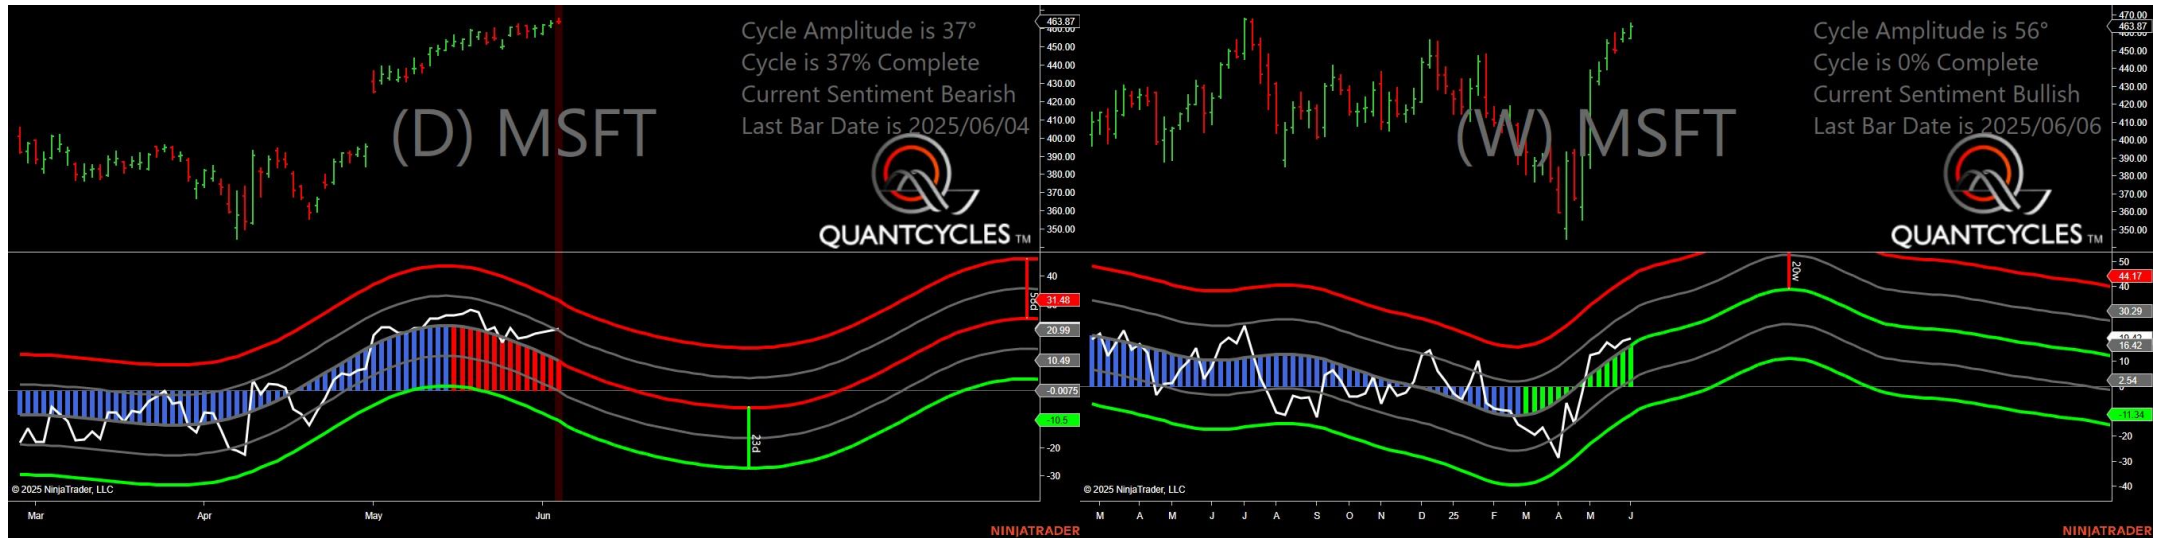 Cycle Amplitude is 37°
Cycle is 37% Complete
Current Sentiment Bearish
Last Bar Date is 2025/06/04
(D) MSFT
QUANTCYCLES TM
463.87
460.00
450.00
440.00
430.00
420.00
410.00
400.00
390.00
380.00
370.00
360.00
350.00
40
31.48
20.99
10.49
-0.0075
-10.5
-20
-30
58d
23d
© 2025 NinjaTrader, LLC
Mar Apr May Jun
NINJATRADER
Cycle Amplitude is 56°
Cycle is 0% Complete
Current Sentiment Bullish
Last Bar Date is 2025/06/06
(W) MSFT
QUANTCYCLES TM
470.00
463.87
460.00
450.00
440.00
430.00
420.00
410.00
400.00
390.00
380.00
370.00
360.00
350.00
50
44.17
40
30.29
16.42
10
2.54
-11.34
-20
-30
-40
20w
© 2025 NinjaTrader, LLC
M A M J J A S O N D 25 F M A M J
NINJATRADER